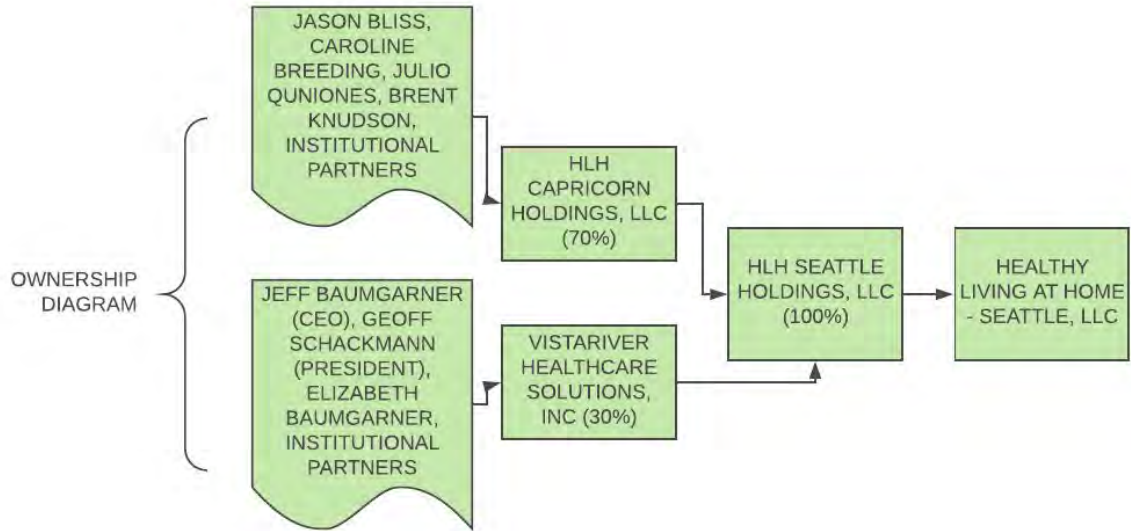 OWNERSHIP
DIAGRAM
JASON BLISS,
CAROLINE
BREEDING, JULIO
QUNIONES, BRENT
KNUDSON,
INSTITUTIONAL
PARTNERS
JEFF BAUMGARNER
(CEO), GEOFF
SCHACKMANN
(PRESIDENT),
ELIZABETH
BAUMGARNER,
INSTITUTIONAL
PARTNERS
HLH
CAPRICORN
HOLDINGS, LLC
(70%)
VISTARIVER
HEALTHCARE
SOLUTIONS,
INC (30%)
HLH SEATTLE
HOLDINGS, LLC
(100%)
HEALTHY
LIVING AT HOME
- SEATTLE, LLC